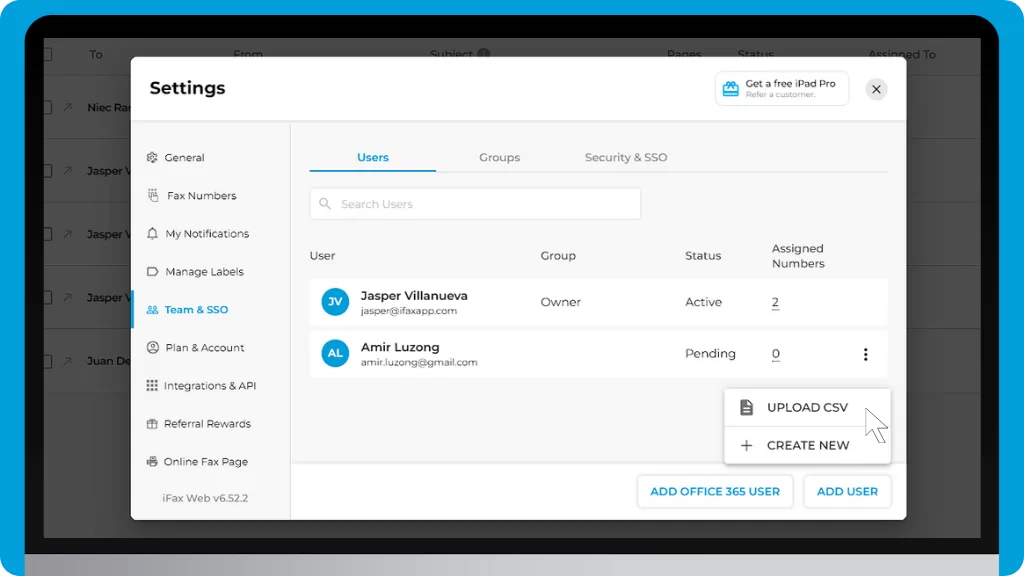 To From Subject Pages Status Assigned To
Settings
Get a free iPad Pro
Refer a customer.
General
Fax Numbers
My Notifications
Manage Labels
Team & SSO
Plan & Account
Integrations & API
Referral Rewards
Online Fax Page
iFax Web v6.52.2
Users Groups Security & SSO
Search Users
User Group Status Assigned Numbers
JV Jasper Villanueva Owner Active 2
jasper@ifaxapp.com
AL Amir Luzong Pending 0
amir.luzong@gmail.com
UPLOAD CSV
CREATE NEW
ADD OFFICE 365 USER ADD USER
Niec
Jasper
Jasper
Jasper
Juan